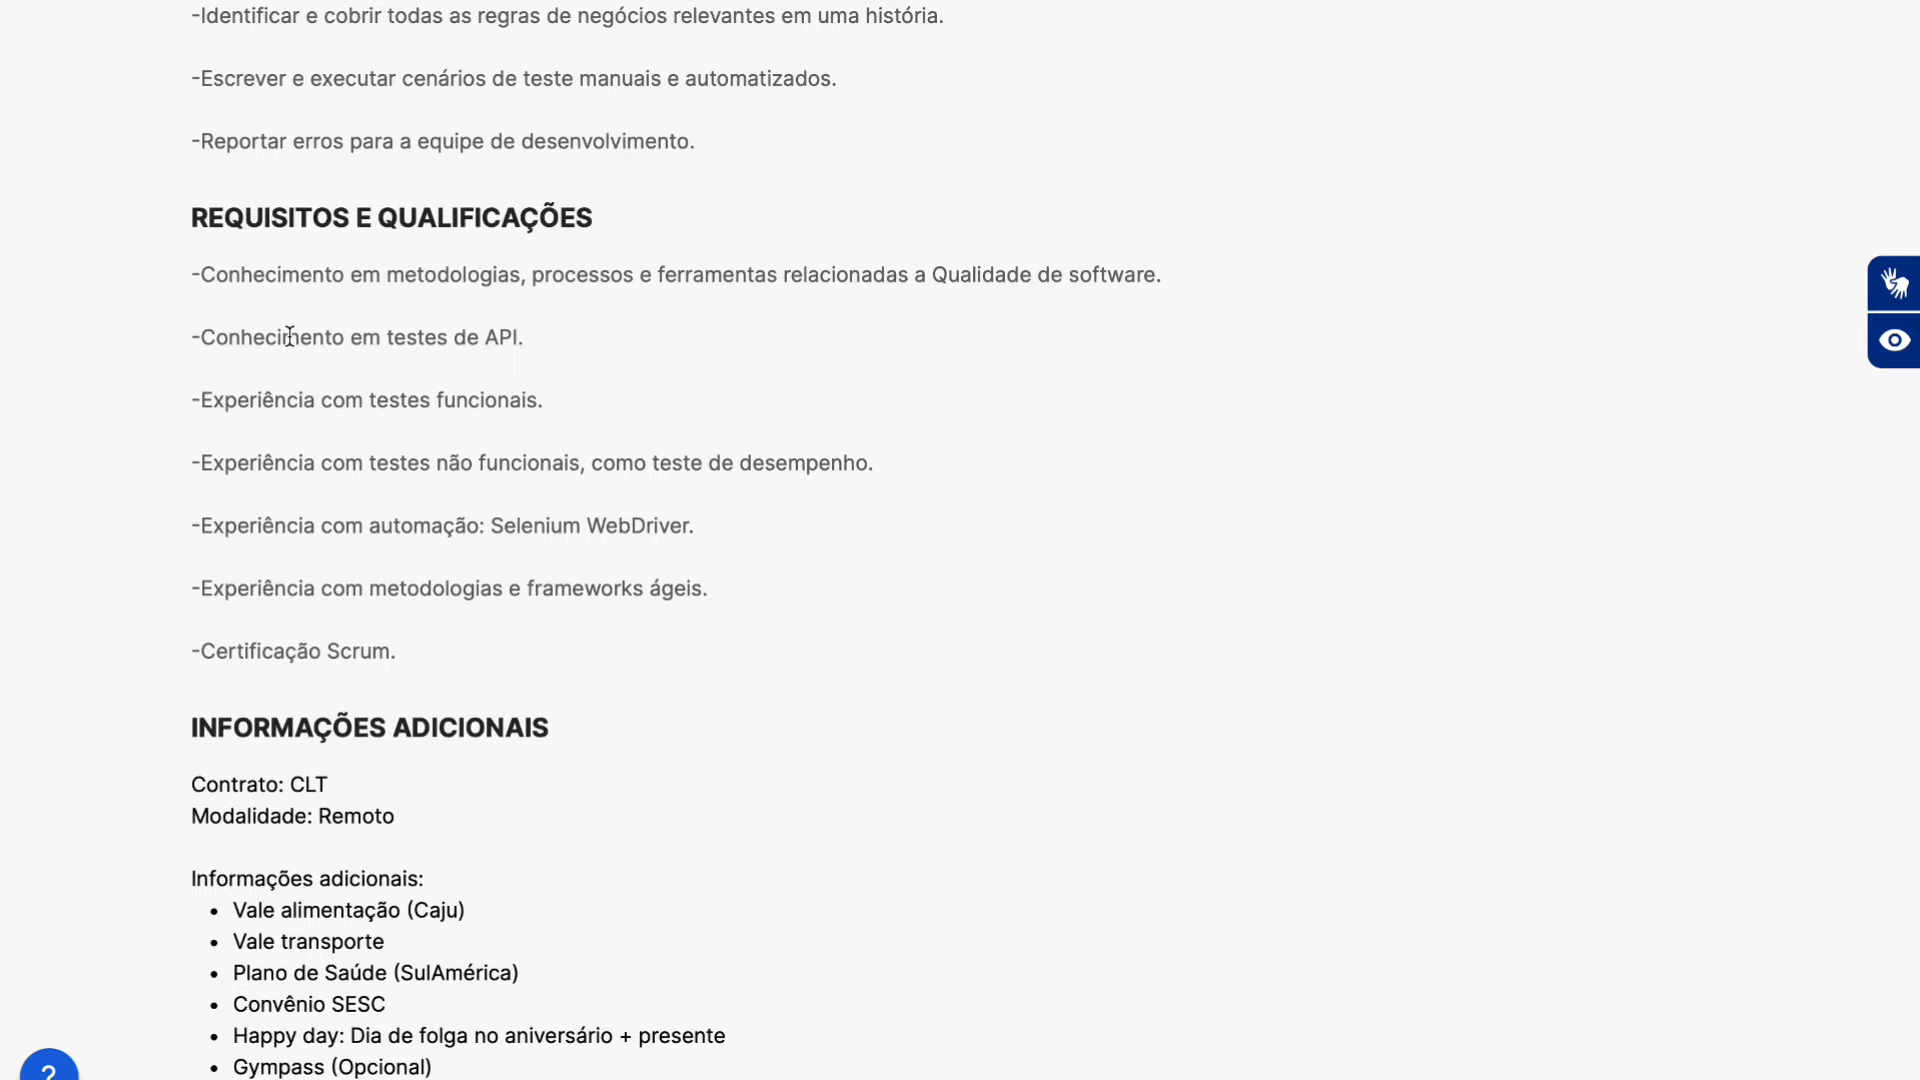 -Identificar e cobrir todas as regras de negócios relevantes em uma história.
-Escrever e executar cenários de teste manuais e automatizados.
-Reportar erros para a equipe de desenvolvimento.
REQUISITOS E QUALIFICAÇÕES
-Conhecimento em metodologias, processos e ferramentas relacionadas a Qualidade de software.
-Conhecimento em testes de API.
-Experiência com testes funcionais.
-Experiência com testes não funcionais, como teste de desempenho.
-Experiência com automação: Selenium WebDriver.
-Experiência com metodologias e frameworks ágeis.
-Certificação Scrum.
INFORMAÇÕES ADICIONAIS
Contrato: CLT
Modalidade: Remoto
Informações adicionais:
• Vale alimentação (Caju)
• Vale transporte
• Plano de Saúde (SulAmérica)
• Convênio SESC
• Happy day: Dia de folga no aniversário + presente
• Gympass (Opcional)
?